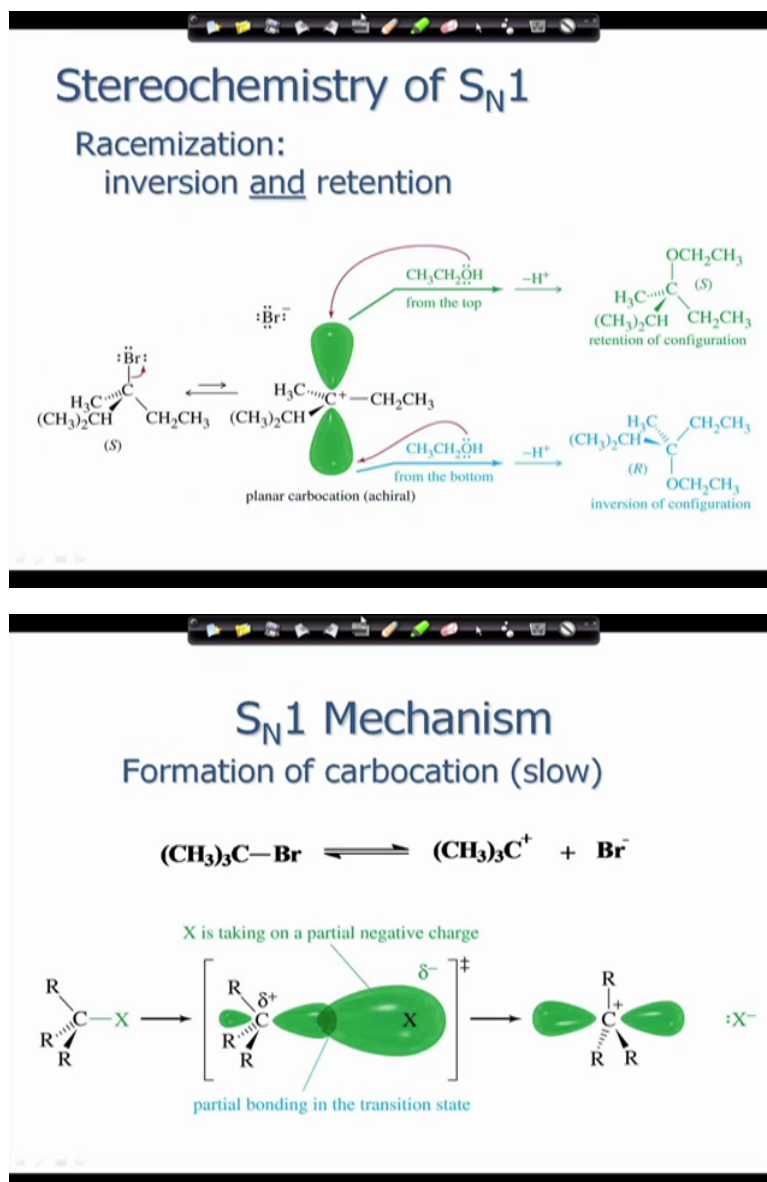 Stereochemistry of SN1
Racemization:
inversion and retention
:Br:⁻
CH3CH2ÖH
from the top
–H+
OCH2CH3
H3C C (S)
(CH3)2CH CH2CH3
retention of configuration
:Br:
H3C C
(CH3)2CH CH2CH3
(S)
H3C C+—CH2CH3
(CH3)2CH
planar carbocation (achiral)
CH3CH2ÖH
from the bottom
–H+
H3C CH2CH3
(CH3)2CH C
(R)
OCH2CH3
inversion of configuration
SN1 Mechanism
Formation of carbocation (slow)
(CH3)3C—Br ⇌ (CH3)3C+ + Br-
X is taking on a partial negative charge
R
C—X
R
R
R δ+ δ– ‡
C X
R
R
partial bonding in the transition state
R
C+
R R
:X–